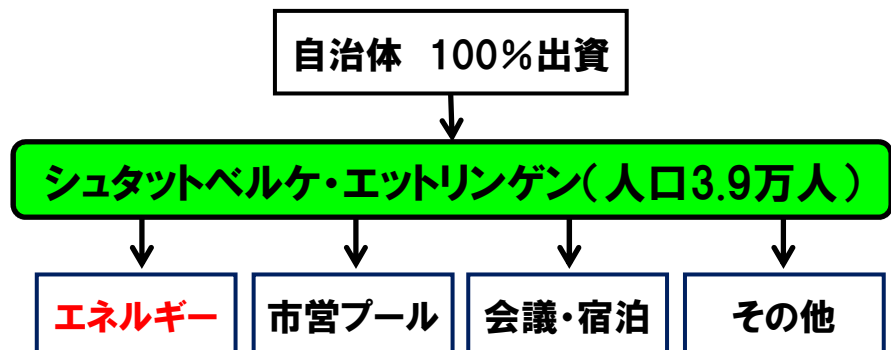 自治体　100％出資
シュタットベルケ・エットリンゲン（人口3.9万人）
エネルギー
市営プール
会議・宿泊
その他